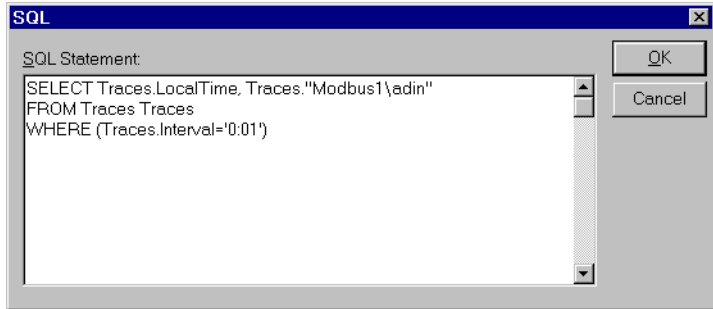 SQL
SQL Statement:
SELECT Traces.LocalTime, Traces."Modbus1\adin"
FROM Traces Traces
WHERE (Traces.Interval='0:01')
OK
Cancel